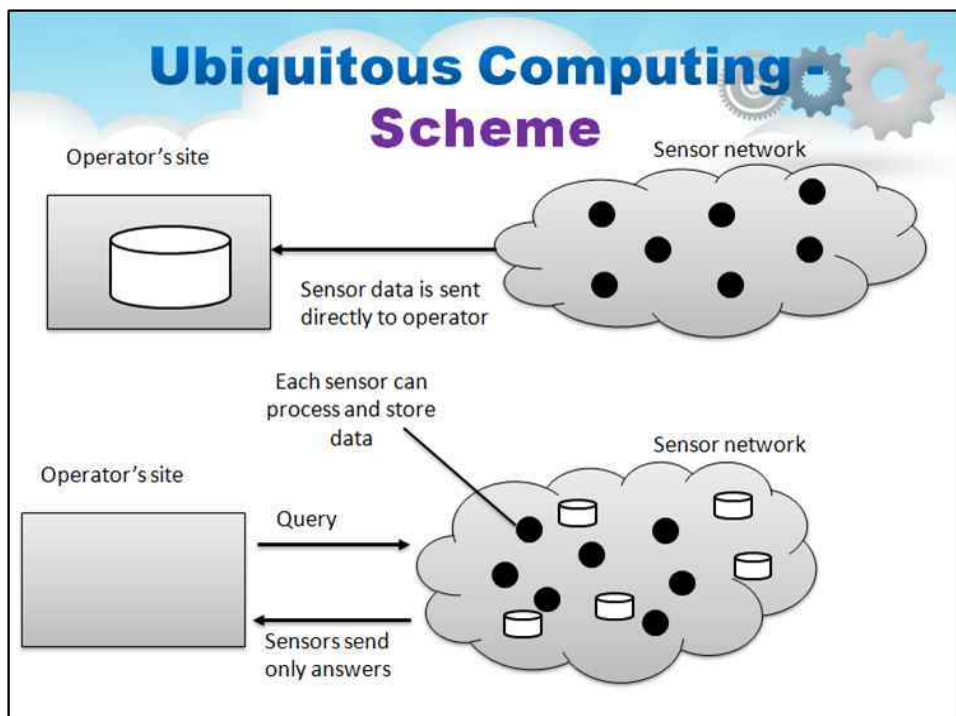 Ubiquitous Computing -
Scheme
Operator's site
Sensor network
Sensor data is sent
directly to operator
Each sensor can
process and store
data
Sensor network
Operator's site
Query
Sensors send
only answers